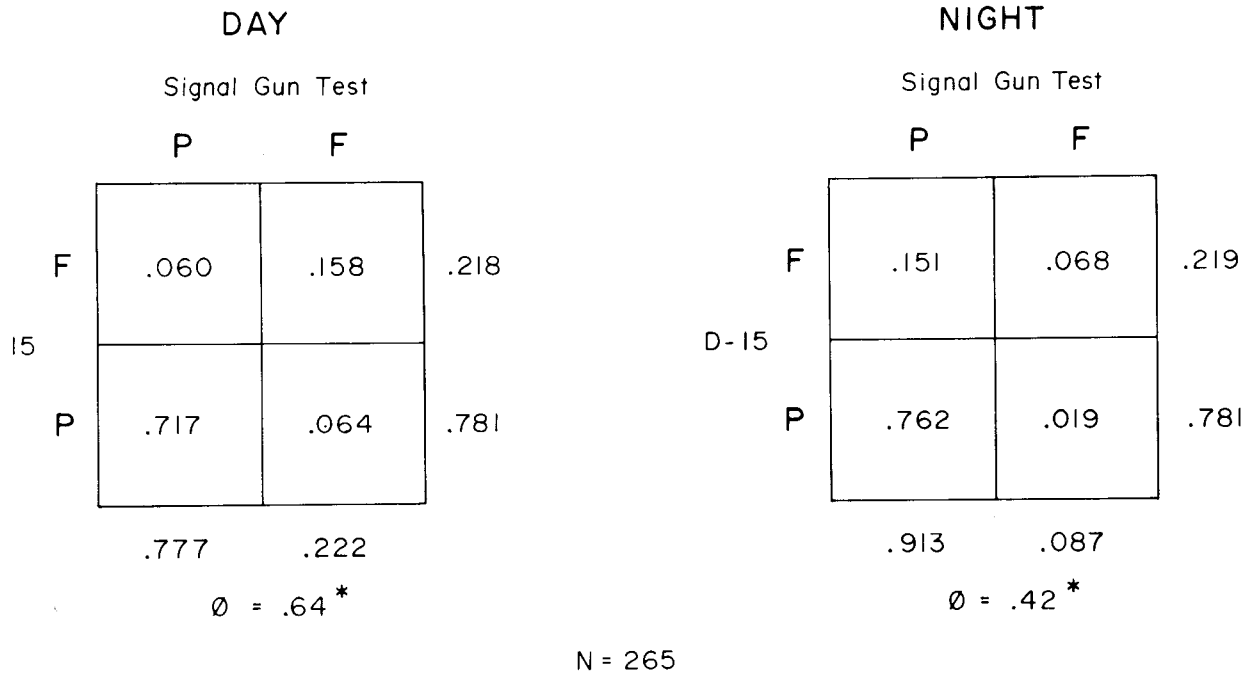 DAY
Signal Gun Test
P F
F .060 .158 .218
15
P .717 .064 .781
.777 .222
Ø = .64 *
NIGHT
Signal Gun Test
P F
F .151 .068 .219
D-15
P .762 .019 .781
.913 .087
Ø = .42 *
N = 265